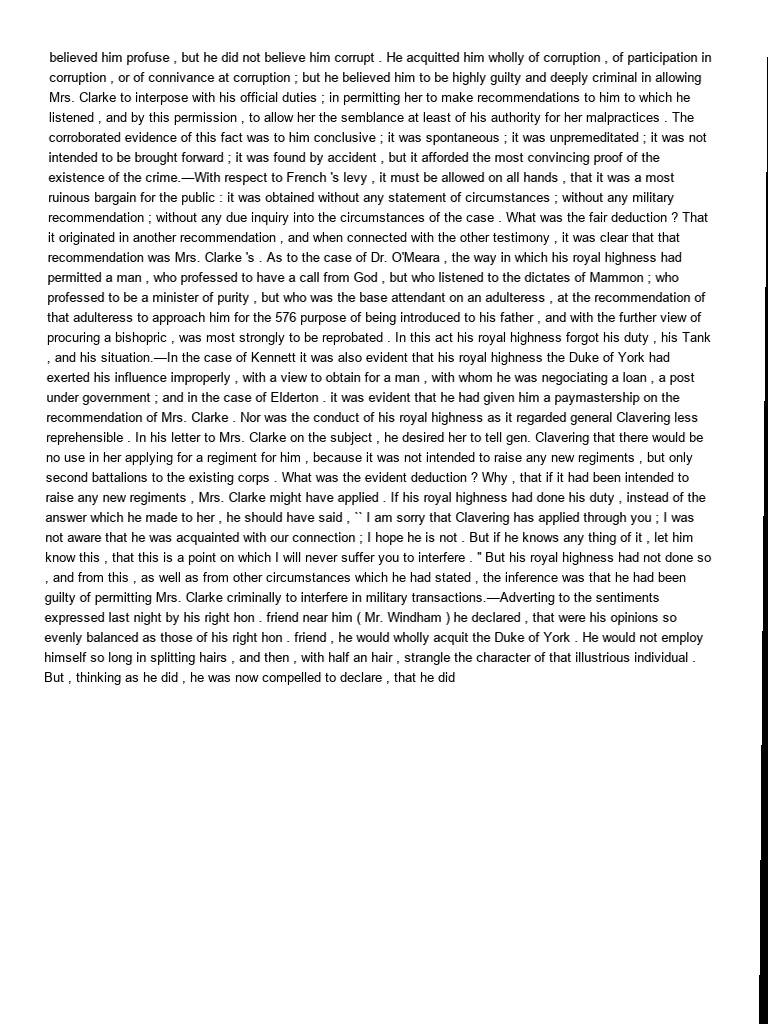 believed him profuse , but he did not believe him corrupt . He acquitted him wholly of corruption , of participation in
corruption , or of connivance at corruption ; but he believed him to be highly guilty and deeply criminal in allowing
Mrs. Clarke to interpose with his official duties ; in permitting her to make recommendations to him to which he
listened , and by this permission , to allow her the semblance at least of his authority for her malpractices . The
corroborated evidence of this fact was to him conclusive ; it was spontaneous ; it was unpremeditated ; it was not
intended to be brought forward ; it was found by accident , but it afforded the most convincing proof of the
existence of the crime.—With respect to French 's levy , it must be allowed on all hands , that it was a most
ruinous bargain for the public : it was obtained without any statement of circumstances ; without any military
recommendation ; without any due inquiry into the circumstances of the case . What was the fair deduction ? That
it originated in another recommendation , and when connected with the other testimony , it was clear that that
recommendation was Mrs. Clarke 's . As to the case of Dr. O'Meara , the way in which his royal highness had
permitted a man , who professed to have a call from God , but who listened to the dictates of Mammon ; who
professed to be a minister of purity , but who was the base attendant on an adulteress , at the recommendation of
that adulteress to approach him for the 576 purpose of being introduced to his father , and with the further view of
procuring a bishopric , was most strongly to be reprobated . In this act his royal highness forgot his duty , his Tank
, and his situation.—In the case of Kennett it was also evident that his royal highness the Duke of York had
exerted his influence improperly , with a view to obtain for a man , with whom he was negociating a loan , a post
under government ; and in the case of Elderton . it was evident that he had given him a paymastership on the
recommendation of Mrs. Clarke . Nor was the conduct of his royal highness as it regarded general Clavering less
reprehensible . In his letter to Mrs. Clarke on the subject , he desired her to tell gen. Clavering that there would be
no use in her applying for a regiment for him , because it was not intended to raise any new regiments , but only
second battalions to the existing corps . What was the evident deduction ? Why , that if it had been intended to
raise any new regiments , Mrs. Clarke might have applied . If his royal highness had done his duty , instead of the
answer which he made to her , he should have said , `` I am sorry that Clavering has applied through you ; I was
not aware that he was acquainted with our connection ; I hope he is not . But if he knows any thing of it , let him
know this , that this is a point on which I will never suffer you to interfere . " But his royal highness had not done so
, and from this , as well as from other circumstances which he had stated , the inference was that he had been
guilty of permitting Mrs. Clarke criminally to interfere in military transactions.—Adverting to the sentiments
expressed last night by his right hon . friend near him ( Mr. Windham ) he declared , that were his opinions so
evenly balanced as those of his right hon . friend , he would wholly acquit the Duke of York . He would not employ
himself so long in splitting hairs , and then , with half an hair , strangle the character of that illustrious individual .
But , thinking as he did , he was now compelled to declare , that he did